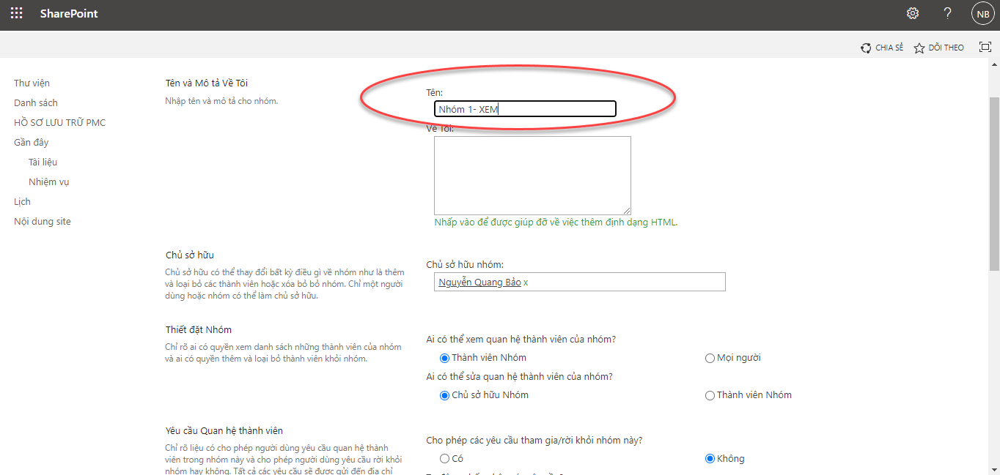 SharePoint
NB
CHIA SẺ
DÕI THEO
Thư viện
Danh sách
HỒ SƠ LƯU TRỮ PMC
Gần đây
Tài liệu
Nhiệm vụ
Lịch
Nội dung site
Tên và Mô tả Về Tôi
Nhập tên và mô tả cho nhóm.
Tên:
Nhóm 1- XEM
Về Tôi:
Nhấp vào để được giúp đỡ về việc thêm định dạng HTML.
Chủ sở hữu
Chủ sở hữu có thể thay đổi bất kỳ điều gì về nhóm như là thêm
và loại bỏ các thành viên hoặc xóa bỏ bỏ nhóm. Chỉ một người
dùng hoặc nhóm có thể làm chủ sở hữu.
Chủ sở hữu nhóm:
Nguyễn Quang Bảo x
Thiết đặt Nhóm
Chỉ rõ ai có quyền xem danh sách những thành viên của nhóm
và ai có quyền thêm và loại bỏ thành viên khỏi nhóm.
Ai có thể xem quan hệ thành viên của nhóm?
Thành viên Nhóm
Mọi người
Ai có thể sửa quan hệ thành viên của nhóm?
Chủ sở hữu Nhóm
Thành viên Nhóm
Yêu cầu Quan hệ thành viên
Chỉ rõ liệu có cho phép người dùng yêu cầu quan hệ thành
viên trong nhóm này và cho phép người dùng yêu cầu rời khỏi
nhóm hay không. Tất cả các yêu cầu sẽ được gửi đến địa chỉ
Cho phép các yêu cầu tham gia/rời khỏi nhóm này?
Có
Không